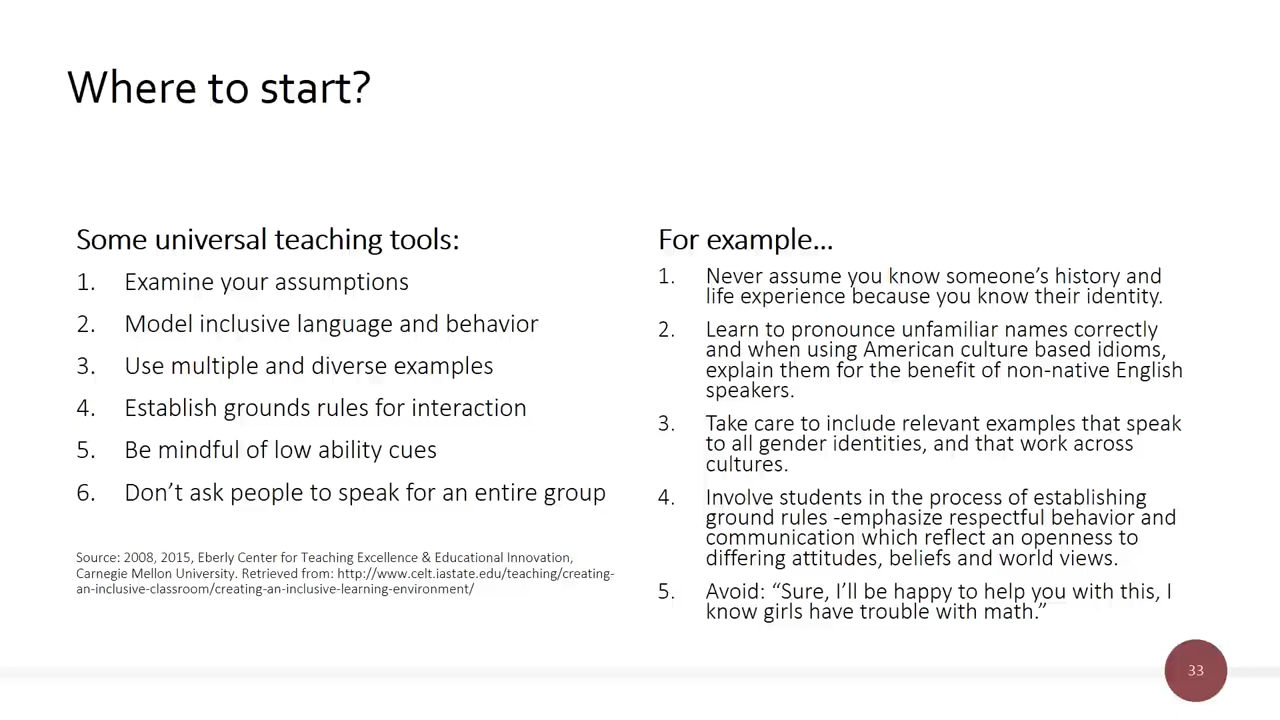 Where to start?
Some universal teaching tools:
1. Examine your assumptions
2. Model inclusive language and behavior
3. Use multiple and diverse examples
4. Establish grounds rules for interaction
5. Be mindful of low ability cues
6. Don't ask people to speak for an entire group
Source: 2008, 2015, Eberly Center for Teaching Excellence & Educational Innovation,
Carnegie Mellon University. Retrieved from: http://www.celt.iastate.edu/teaching/creating-
an-inclusive-classroom/creating-an-inclusive-learning-environment/
For example…
1. Never assume you know someone's history and
life experience because you know their identity.
2. Learn to pronounce unfamiliar names correctly
and when using American culture based idioms,
explain them for the benefit of non-native English
speakers.
3. Take care to include relevant examples that speak
to all gender identities, and that work across
cultures.
4. Involve students in the process of establishing
ground rules -emphasize respectful behavior and
communication which reflect an openness to
differing attitudes, beliefs and world views.
5. Avoid: “Sure, I'll be happy to help you with this, I
know girls have trouble with math.”
33